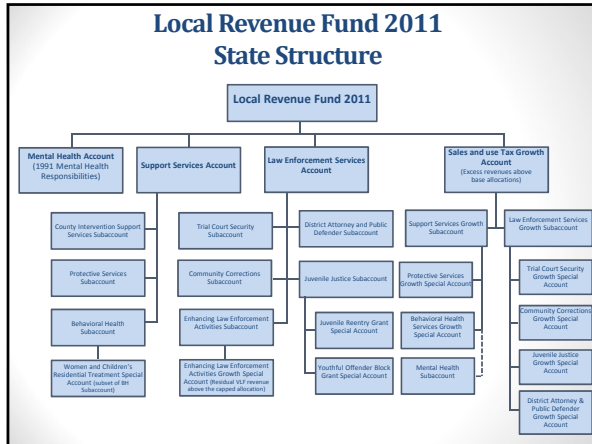 Local Revenue Fund 2011
State Structure
Local Revenue Fund 2011
Mental Health Account
(1991 Mental Health
Responsibilities)
Support Services Account
Law Enforcement Services
Account
Sales and use Tax Growth
Account
(Excess revenues above
base allocations)
County Intervention Support
Services Subaccount
Protective Services
Subaccount
Behavioral Health
Subaccount
Women and Children's
Residential Treatment Special
Account (subset of BH
Subaccount)
Trial Court Security
Subaccount
Community Corrections
Subaccount
Enhancing Law Enforcement
Activities Subaccount
Enhancing Law Enforcement
Activities Growth Special
Account (Residual VLF revenue
above the capped allocation)
District Attorney and Public
Defender Subaccount
Juvenile Justice Subaccount
Juvenile Reentry Grant
Special Account
Youthful Offender Block
Grant Special Account
Support Services Growth
Subaccount
Protective Services
Growth Special Account
Behavioral Health
Services Growth Special
Account
Mental Health
Subaccount
Law Enforcement Services
Growth Subaccount
Trial Court Security
Growth Special
Account
Community Corrections
Growth Special
Account
Juvenile Justice
Growth Special
Account
District Attorney &
Public Defender Growth
Special Account